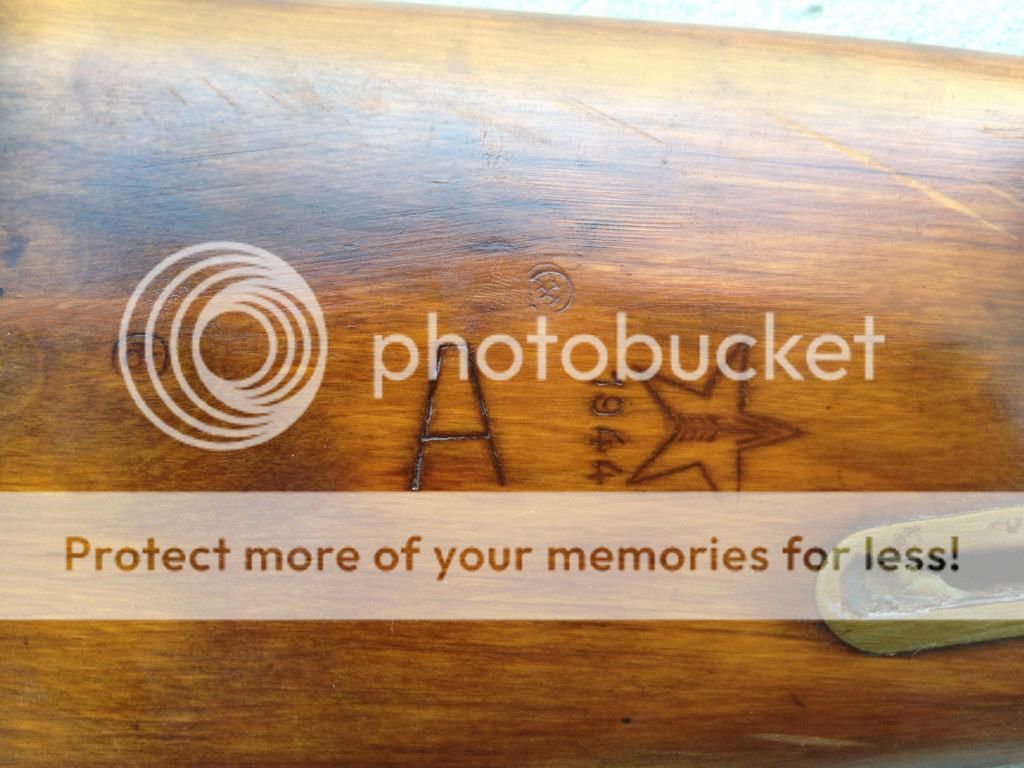 photobucket
A
1944
Protect more of your memories for less!